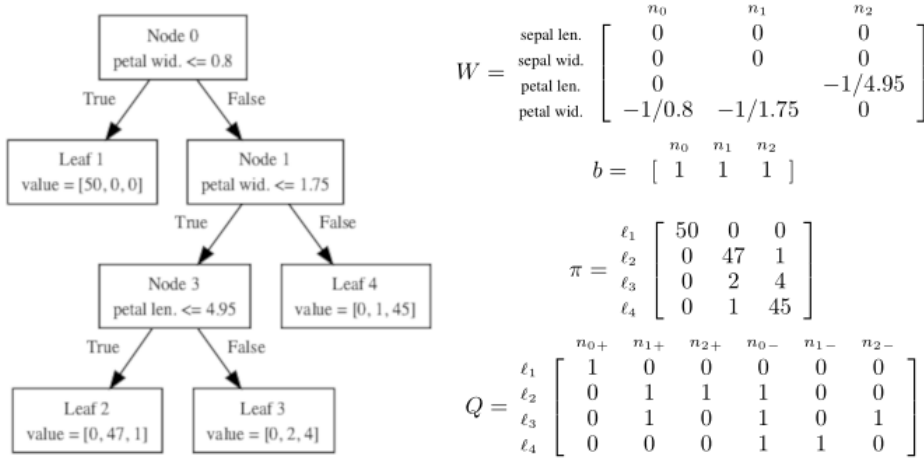 Node 0
petal wid. <= 0.8
True
False
Leaf 1
value = [50, 0, 0]
Node 1
petal wid. <= 1.75
True
False
Node 3
petal len. <= 4.95
Leaf 4
value = [0, 1, 45]
True
False
Leaf 2
value = [0, 47, 1]
Leaf 3
value = [0, 2, 4]
n₀ n₁ n₂
sepal len. 0 0 0
sepal wid. 0 0 0
W =
petal len. 0 −1/4.95
petal wid. −1/0.8 −1/1.75 0
n₀ n₁ n₂
b = [ 1 1 1 ]
ℓ₁ 50 0 0
ℓ₂ 0 47 1
π =
ℓ₃ 0 2 4
ℓ₄ 0 1 45
n₀₊ n₁₊ n₂₊ n₀₋ n₁₋ n₂₋
ℓ₁ 1 0 0 0 0 0
ℓ₂ 0 1 1 1 0 0
Q =
ℓ₃ 0 1 0 1 0 1
ℓ₄ 0 0 0 1 1 0